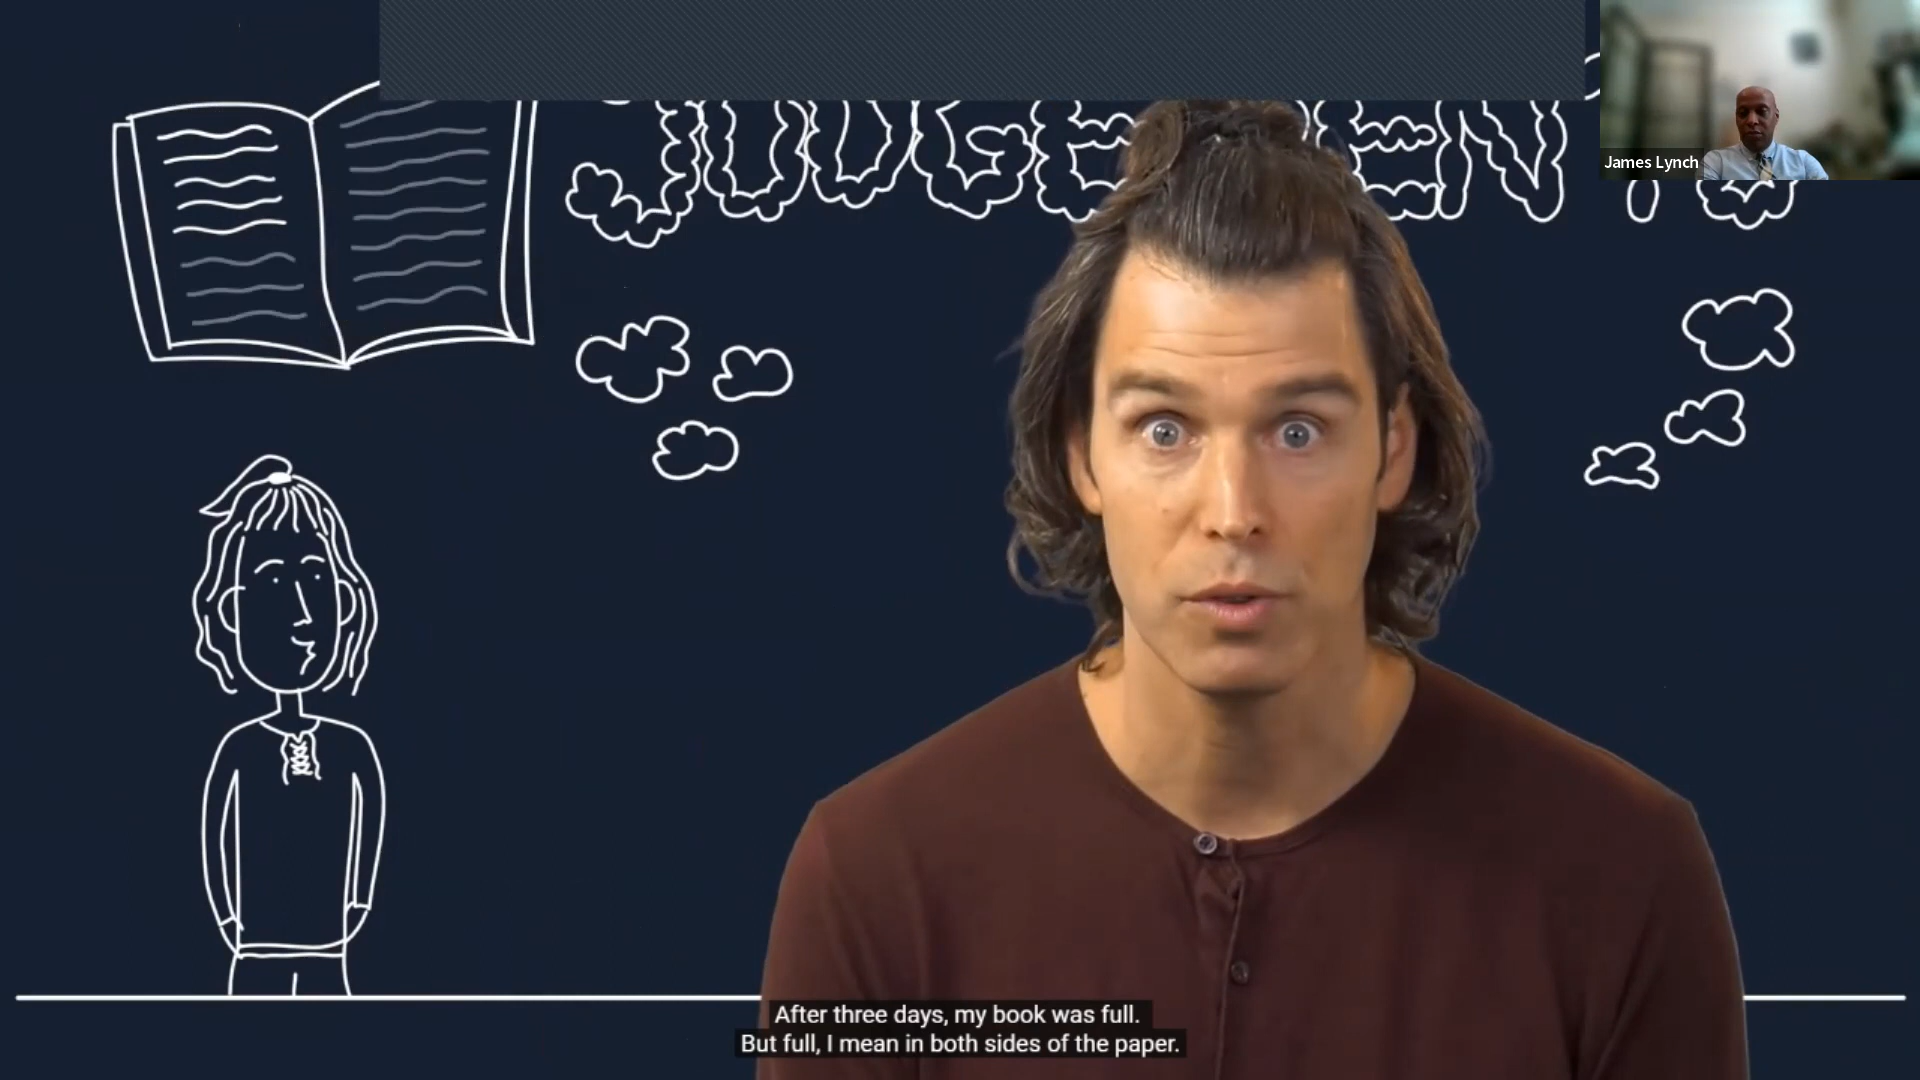 James Lynch
After three days, my book was full.
But full, I mean in both sides of the paper.